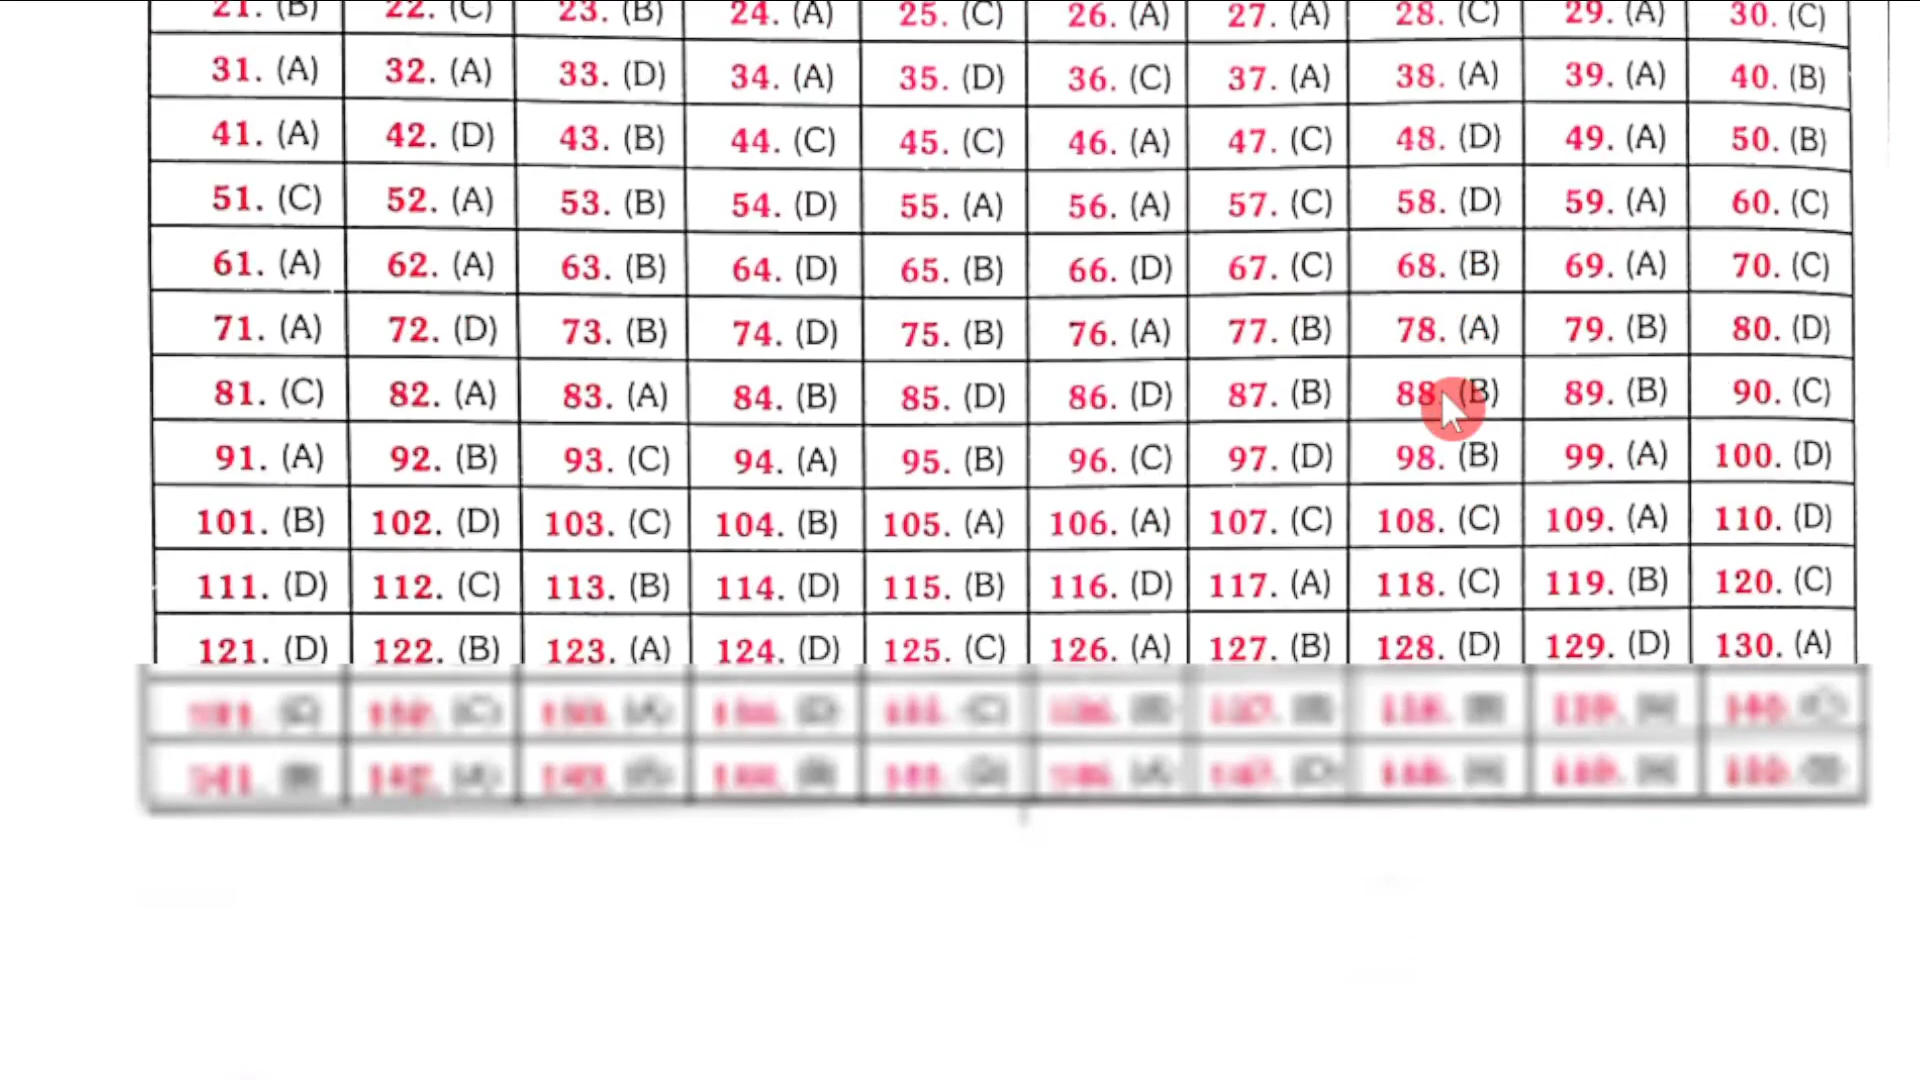 21. (B) 22. (C) 23. (B) 24. (A) 25. (C) 26. (A) 27. (A) 28. (C) 29. (A) 30. (C)
31. (A) 32. (A) 33. (D) 34. (A) 35. (D) 36. (C) 37. (A) 38. (A) 39. (A) 40. (B)
41. (A) 42. (D) 43. (B) 44. (C) 45. (C) 46. (A) 47. (C) 48. (D) 49. (A) 50. (B)
51. (C) 52. (A) 53. (B) 54. (D) 55. (A) 56. (A) 57. (C) 58. (D) 59. (A) 60. (C)
61. (A) 62. (A) 63. (B) 64. (D) 65. (B) 66. (D) 67. (C) 68. (B) 69. (A) 70. (C)
71. (A) 72. (D) 73. (B) 74. (D) 75. (B) 76. (A) 77. (B) 78. (A) 79. (B) 80. (D)
81. (C) 82. (A) 83. (A) 84. (B) 85. (D) 86. (D) 87. (B) 88. (B) 89. (B) 90. (C)
91. (A) 92. (B) 93. (C) 94. (A) 95. (B) 96. (C) 97. (D) 98. (B) 99. (A) 100. (D)
101. (B) 102. (D) 103. (C) 104. (B) 105. (A) 106. (A) 107. (C) 108. (C) 109. (A) 110. (D)
111. (D) 112. (C) 113. (B) 114. (D) 115. (B) 116. (D) 117. (A) 118. (C) 119. (B) 120. (C)
121. (D) 122. (B) 123. (A) 124. (D) 125. (C) 126. (A) 127. (B) 128. (D) 129. (D) 130. (A)